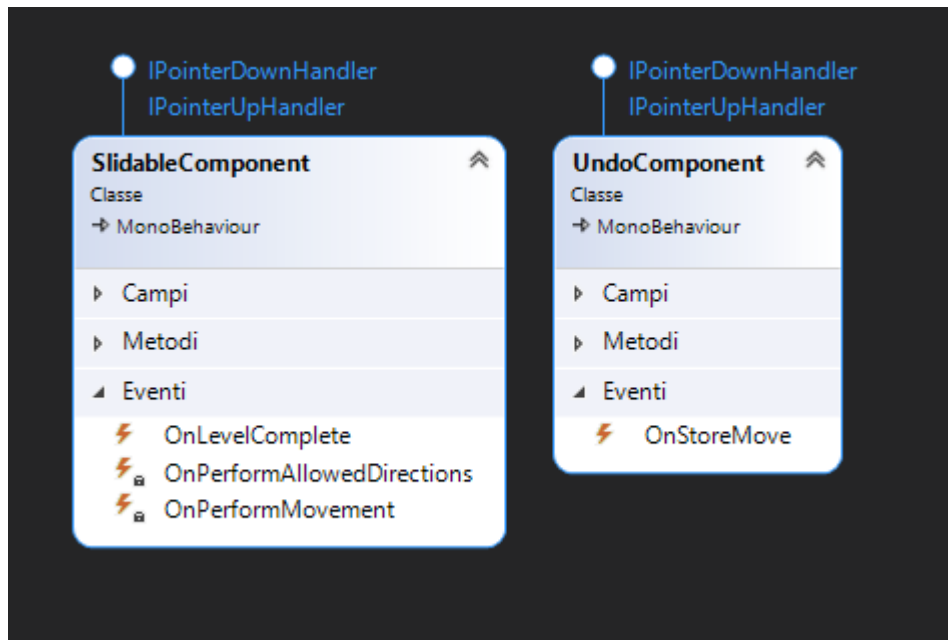 IPointerDownHandler
IPointerUpHandler
SlidableComponent
Classe
MonoBehaviour
Campi
Metodi
Eventi
OnLevelComplete
OnPerformAllowedDirections
OnPerformMovement
IPointerDownHandler
IPointerUpHandler
UndoComponent
Classe
MonoBehaviour
Campi
Metodi
Eventi
OnStoreMove